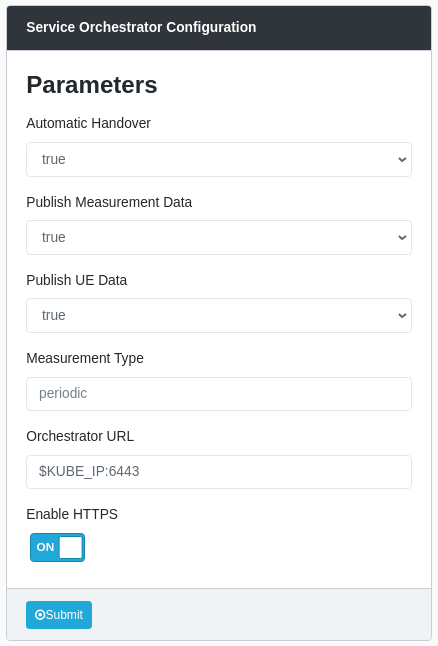 Service Orchestrator Configuration
Parameters
Automatic Handover
true
Publish Measurement Data
true
Publish UE Data
true
Measurement Type
periodic
Orchestrator URL
$KUBE_IP:6443
Enable HTTPS
ON
Submit